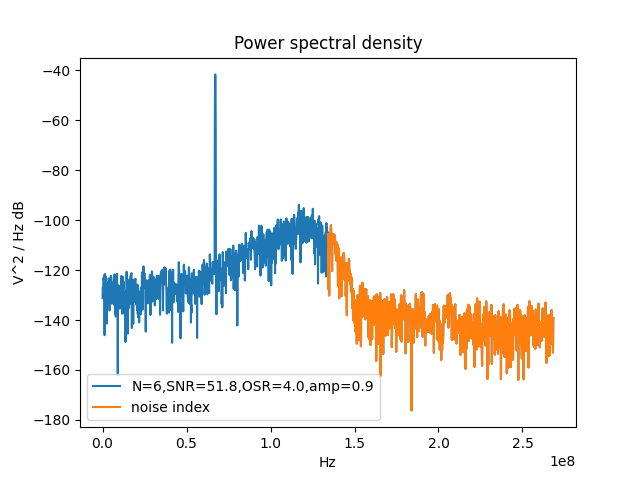 Power spectral density
V^2 / Hz dB
−40
−60
−80
−100
−120
−140
−160
−180
N=6,SNR=51.8,OSR=4.0,amp=0.9
noise index
0.0 0.5 1.0 1.5 2.0 2.5
1e8
Hz